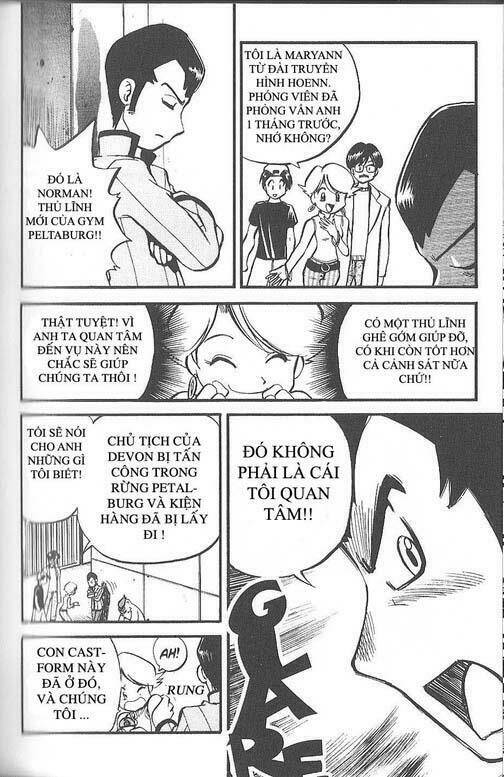 ĐÓ LÀ
NORMAN!
THỦ LĨNH
MỚI CỦA GYM
PELTABURG!!
TÔI LÀ MARYANN
TỪ ĐÀI TRUYỀN
HÌNH HOENN.
PHÓNG VIÊN ĐÃ
PHỎNG VẤN ANH
1 THÁNG TRƯỚC,
NHỚ KHÔNG?
THẬT TUYỆT! VÌ
ANH TA QUAN TÂM
ĐẾN VỤ NÀY NÊN
CHẮC SẼ GIÚP
CHÚNG TA THÔI !
CÓ MỘT THỦ LĨNH
GHÊ GỚM GIÚP ĐỠ,
CÓ KHI CÒN TỐT HƠN
CẢ CẢNH SÁT NỮA
CHỨ!!
TÔI SẼ NÓI
CHO ANH
NHỮNG GÌ
TÔI BIẾT!
CHỦ TỊCH CỦA
DEVON BỊ TẤN
CÔNG TRONG
RỪNG PETAL-
BURG VÀ KIỆN
HÀNG ĐÃ BỊ LẤY
ĐI !
CON CAST-
FORM NÀY
ĐÃ Ở ĐÓ,
VÀ CHÚNG
TÔI ...
AH!
RUNG
ĐÓ KHÔNG
PHẢI LÀ CÁI
TÔI QUAN
TÂM!!
GLARE